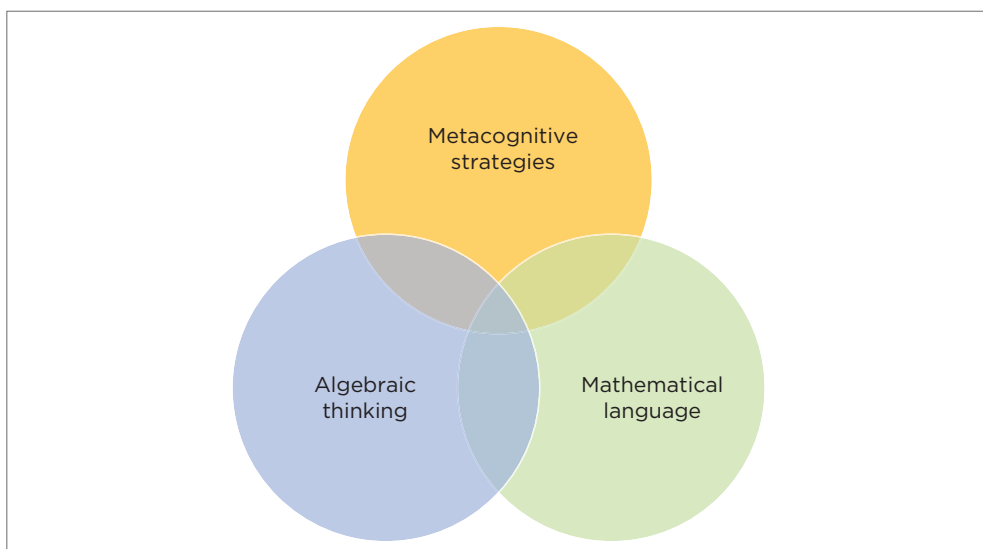 Metacognitive
strategies
Algebraic
thinking
Mathematical
language